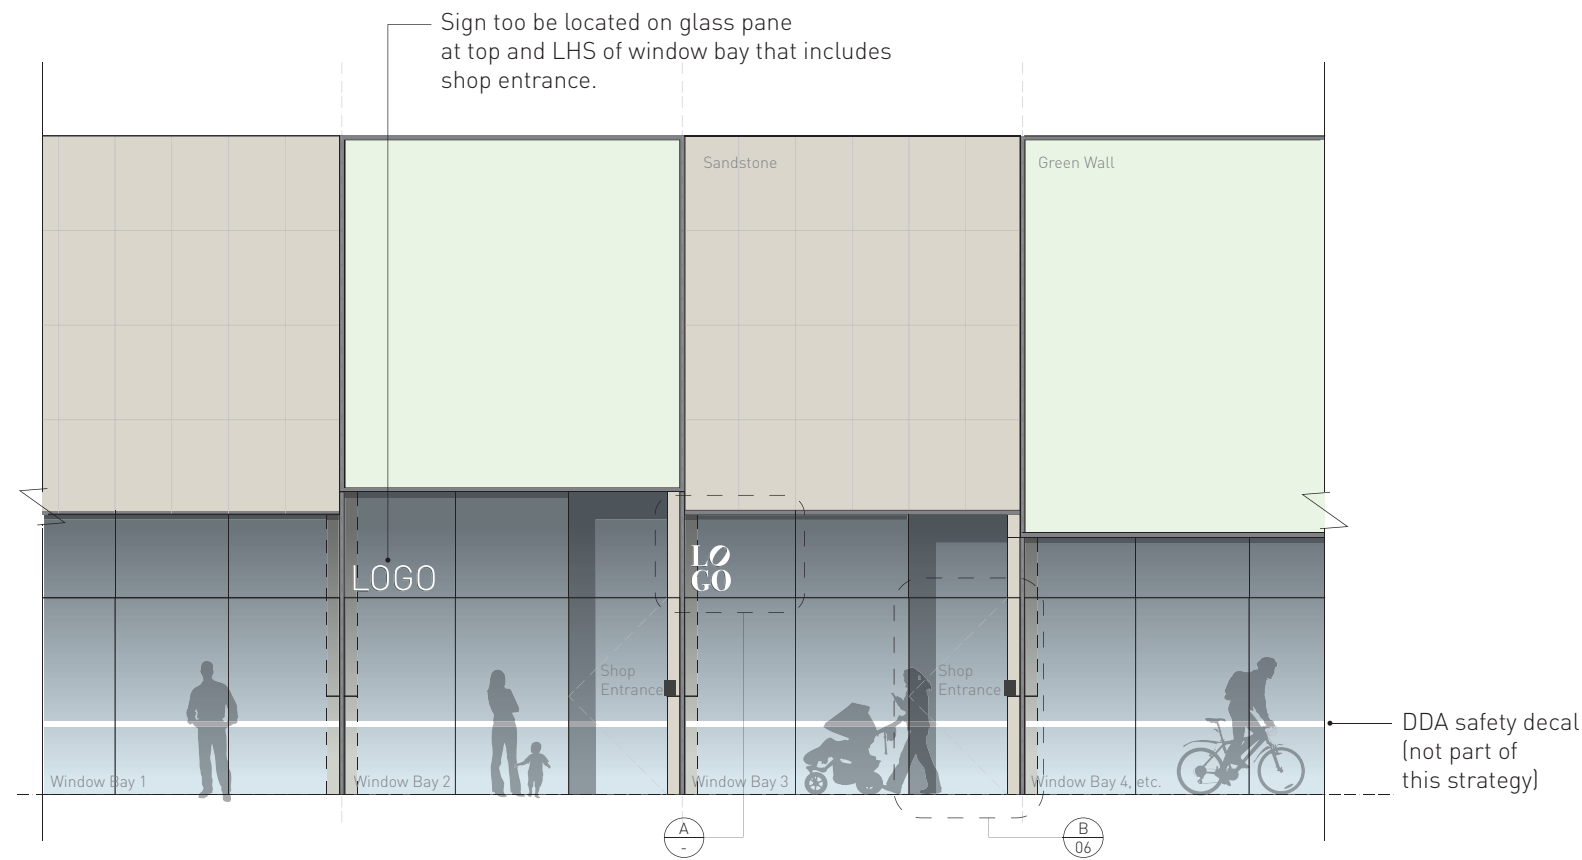 Sign too be located on glass pane
at top and LHS of window bay that includes
shop entrance.
Sandstone
Green Wall
LOGO
LO
GO
Shop
Entrance
Shop
Entrance
DDA safety decal
(not part of
this strategy)
Window Bay 1
Window Bay 2
Window Bay 3
Window Bay 4, etc.
A
-
B
06